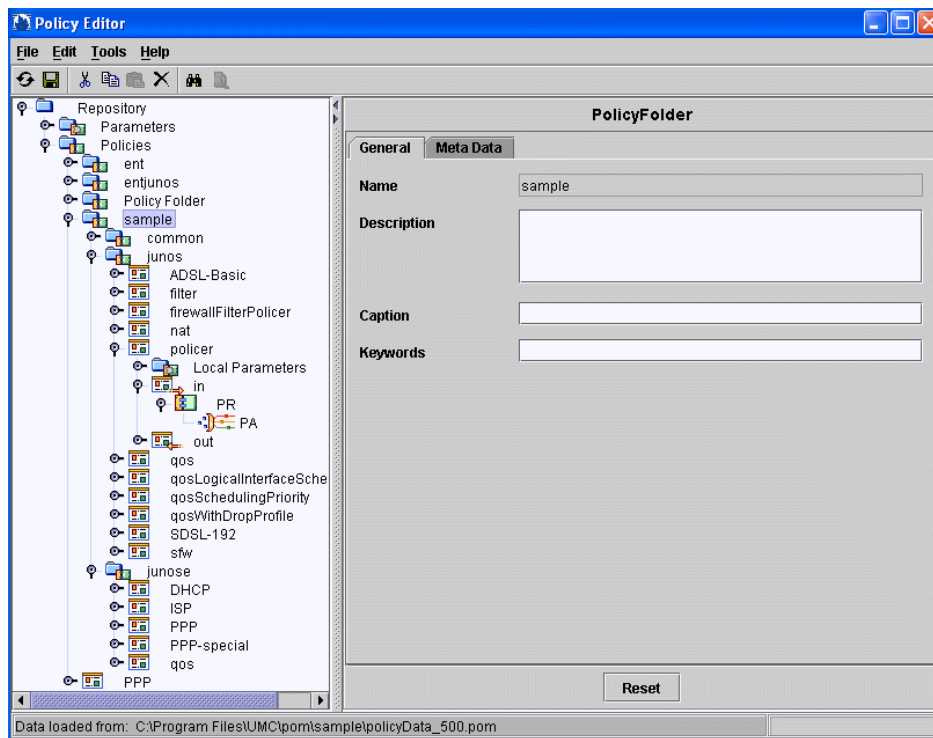 Policy Editor
File Edit Tools Help
Repository
Parameters
Policies
ent
entjunos
Policy Folder
sample
common
junos
ADSL-Basic
filter
firewallFilterPolicer
nat
policer
Local Parameters
in
PR
PA
out
qos
qosLogicalInterfaceSche
qosSchedulingPriority
qosWithDropProfile
SDSL-192
sfw
junose
DHCP
ISP
PPP
PPP-special
qos
PPP
PolicyFolder
General Meta Data
Name sample
Description
Caption
Keywords
Reset
Data loaded from: C:\Program Files\UMC\pom\sample\policyData_500.pom